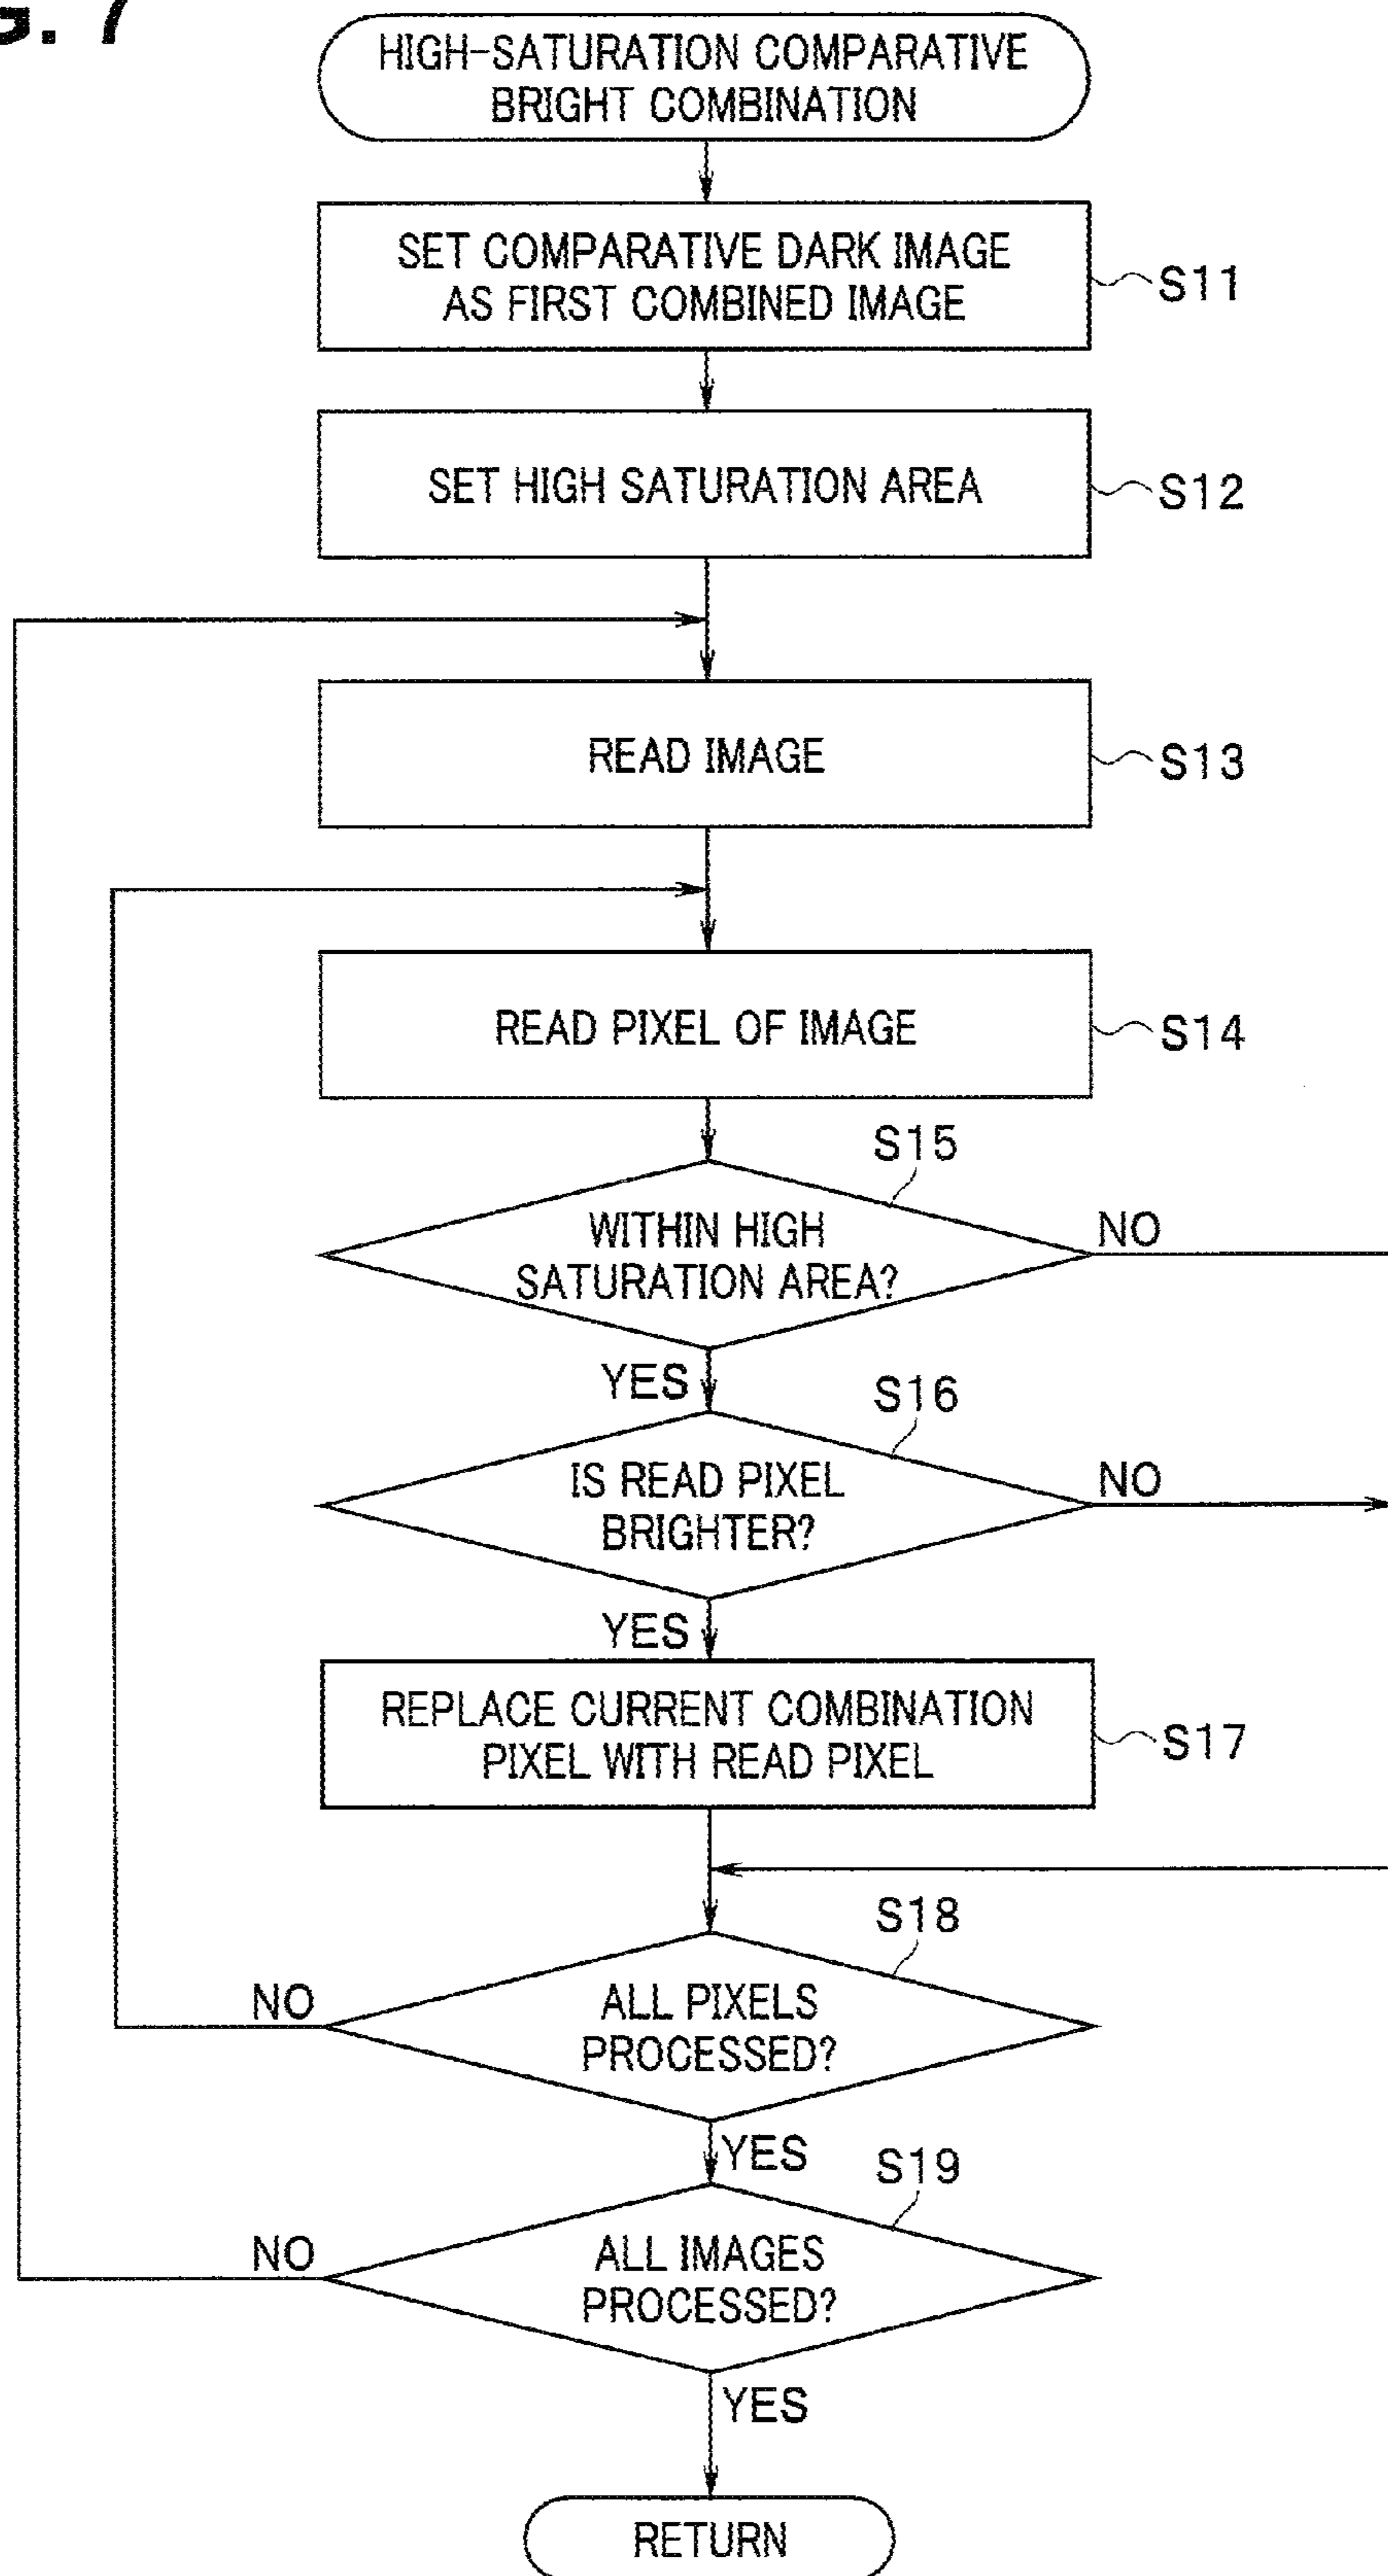 G. 7
HIGH-SATURATION COMPARATIVE
BRIGHT COMBINATION
SET COMPARATIVE DARK IMAGE
AS FIRST COMBINED IMAGE
S11
SET HIGH SATURATION AREA
S12
READ IMAGE
S13
READ PIXEL OF IMAGE
S14
S15
WITHIN HIGH
SATURATION AREA?
NO
YES
S16
IS READ PIXEL
BRIGHTER?
NO
YES
REPLACE CURRENT COMBINATION
PIXEL WITH READ PIXEL
S17
S18
ALL PIXELS
PROCESSED?
NO
YES
S19
ALL IMAGES
PROCESSED?
NO
YES
RETURN